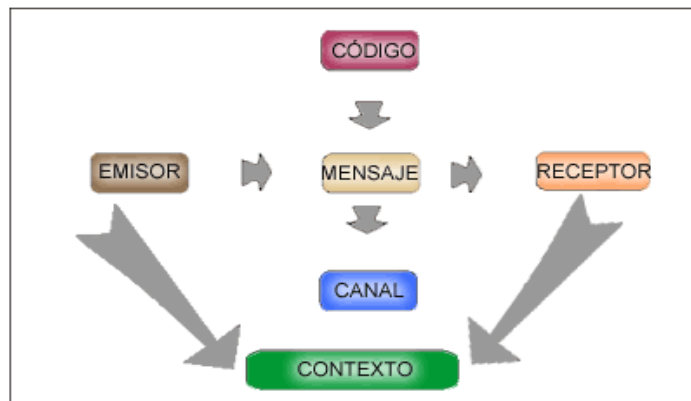 CÓDIGO
EMISOR
MENSAJE
RECEPTOR
CANAL
CONTEXTO